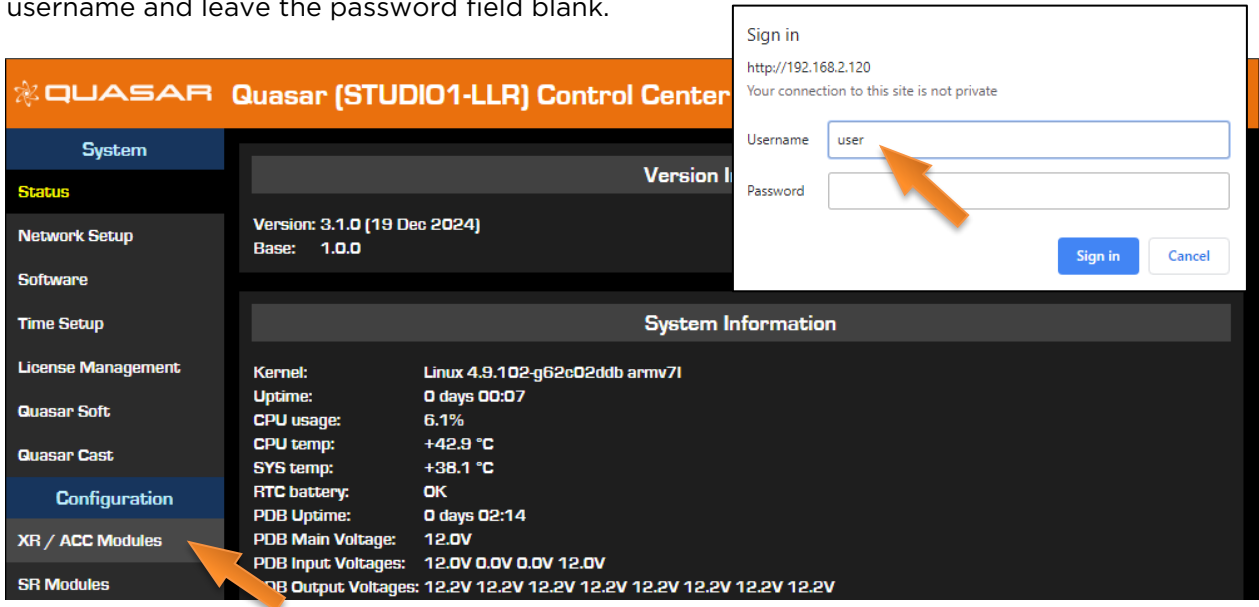 username and leave the password field blank.
QUASAR
Quasar (STUDIO1-LLR) Control Center
Sign in
http://192.168.2.120
Your connection to this site is not private
Username
user
Password
Sign in
Cancel
System
Status
Network Setup
Software
Time Setup
License Management
Quasar Soft
Quasar Cast
Configuration
XR / ACC Modules
SR Modules
Version
Version: 3.1.0 (19 Dec 2024)
Base: 1.0.0
System Information
Kernel: Linux 4.9.102-g62c02ddb armv7l
Uptime: 0 days 00:07
CPU usage: 6.1%
CPU temp: +42.9 °C
SYS temp: +38.1 °C
RTC battery: OK
PDB Uptime: 0 days 02:14
PDB Main Voltage: 12.0V
PDB Input Voltages: 12.0V 0.0V 0.0V 12.0V
Output Voltages: 12.2V 12.2V 12.2V 12.2V 12.2V 12.2V 12.2V 12.2V